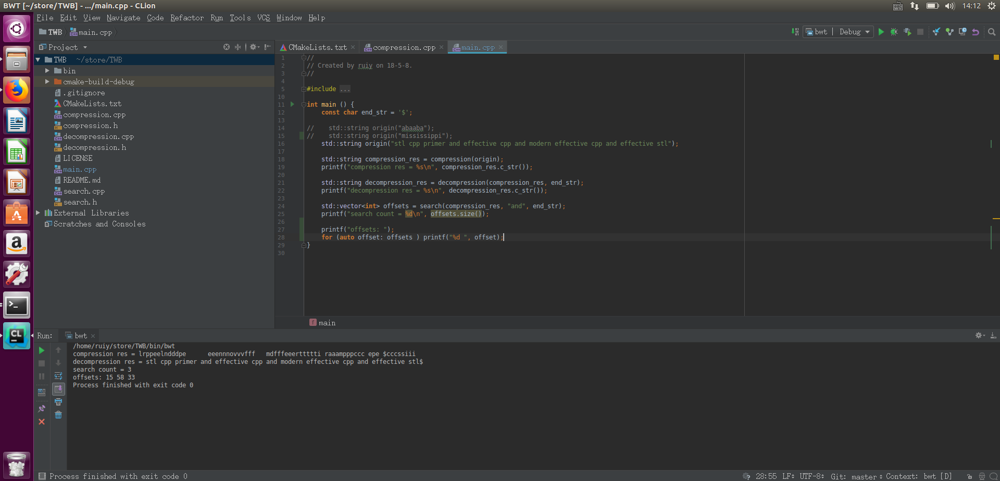 BWT [~/store/TWB] - .../main.cpp - CLion
14:12
File Edit View Navigate Code Refactor Run Tools VCS Window Help
TWB main.cpp
bwt | Debug
Project
CMakeLists.txt compression.cpp main.cpp
TWB ~/store/TWB
bin
cmake-build-debug
.gitignore
CMakeLists.txt
compression.cpp
compression.h
decompression.cpp
decompression.h
LICENSE
main.cpp
README.md
search.cpp
search.h
External Libraries
Scratches and Consoles
1 //
2 // Created by ruiy on 18-5-8.
3 //
4
5 #include ...
10
11 int main () {
12 const char end_str = '$';
13
14 // std::string origin("abaaba");
15 // std::string origin("mississippi");
16 std::string origin("stl cpp primer and effective cpp and modern effective cpp and effective stl");
17
18 std::string compression_res = compression(origin);
19 printf("compression res = %s\n", compression_res.c_str());
20
21 std::string decompression_res = decompression(compression_res, end_str);
22 printf("decompression res = %s\n", decompression_res.c_str());
23
24 std::vector<int> offsets = search(compression_res, "and", end_str);
25 printf("search count = %d\n", offsets.size());
26
27 printf("offsets: ");
28 for (auto offset: offsets ) printf("%d ", offset);
29 }
30
f main
Run: bwt
/home/ruiy/store/TWB/bin/bwt
compression res = lrppeelndddpe      eeennnovvvfff   mdfffeeerttttti raaampppccc epe $cccssiii
decompression res = stl cpp primer and effective cpp and modern effective cpp and effective stl$
search count = 3
offsets: 15 58 33
Process finished with exit code 0
Process finished with exit code 0
28:55 LF UTF-8 Git: master Context: bwt [D]